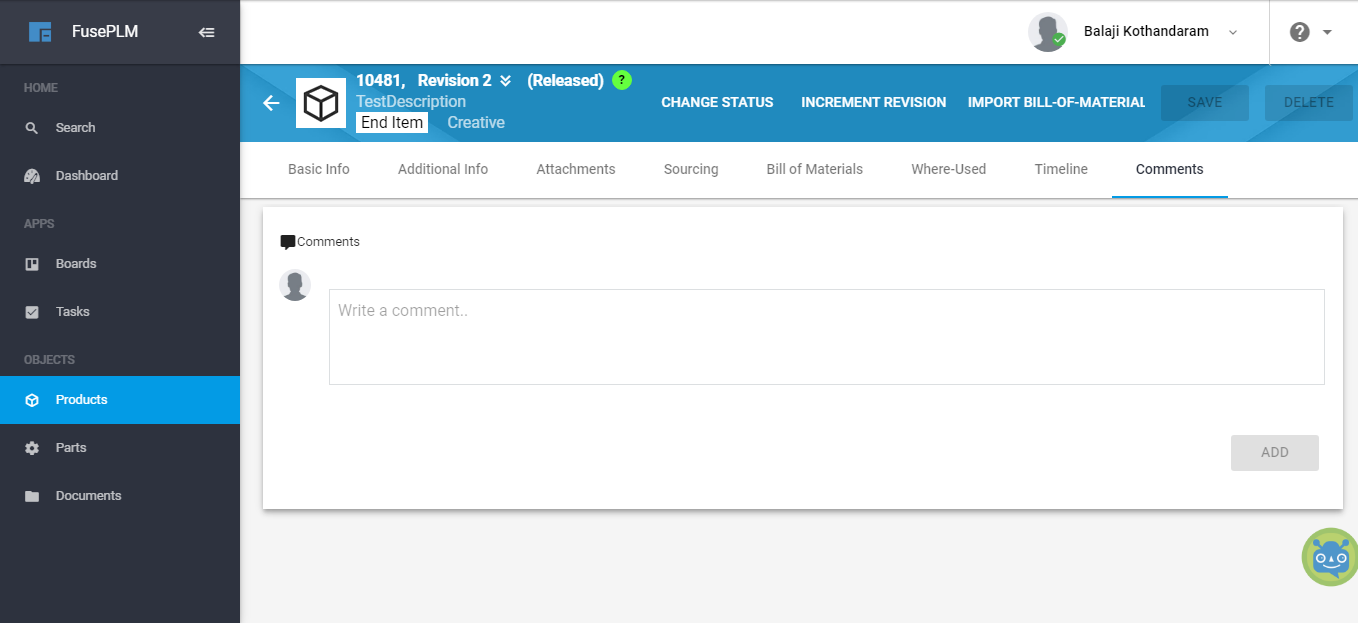 FusePLM
Balaji Kothandaram
?
HOME
Search
Dashboard
APPS
Boards
Tasks
OBJECTS
Products
Parts
Documents
10481, Revision 2 (Released) ?
TestDescription
End Item Creative
CHANGE STATUS INCREMENT REVISION IMPORT BILL-OF-MATERIAL SAVE DELETE
Basic Info Additional Info Attachments Sourcing Bill of Materials Where-Used Timeline Comments
Comments
Write a comment..
ADD